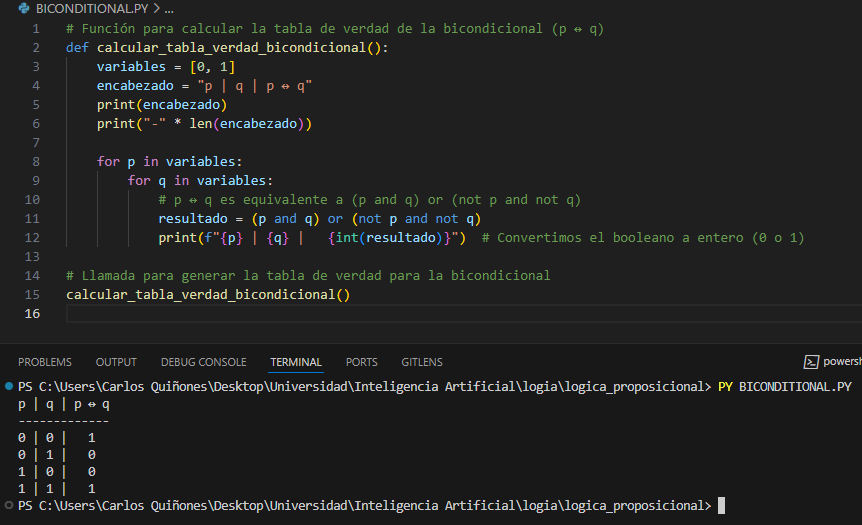 BICONDITIONAL.PY > ...
1 # Función para calcular la tabla de verdad de la bicondicional (p ↔ q)
2 def calcular_tabla_verdad_bicondicional():
3     variables = [0, 1]
4     encabezado = "p | q | p ↔ q"
5     print(encabezado)
6     print("-" * len(encabezado))
7
8     for p in variables:
9         for q in variables:
10             # p ↔ q es equivalente a (p and q) or (not p and not q)
11             resultado = (p and q) or (not p and not q)
12             print(f"{p} | {q} |   {int(resultado)}")  # Convertimos el booleano a entero (0 o 1)
13
14 # Llamada para generar la tabla de verdad para la bicondicional
15 calcular_tabla_verdad_bicondicional()
16
PROBLEMS OUTPUT DEBUG CONSOLE TERMINAL PORTS GITLENS powersh
PS C:\Users\Carlos Quiñones\Desktop\Universidad\Inteligencia Artificial\logia\logica_proposicional> PY BICONDITIONAL.PY
p | q | p ↔ q
-------------
0 | 0 |   1
0 | 1 |   0
1 | 0 |   0
1 | 1 |   1
PS C:\Users\Carlos Quiñones\Desktop\Universidad\Inteligencia Artificial\logia\logica_proposicional>